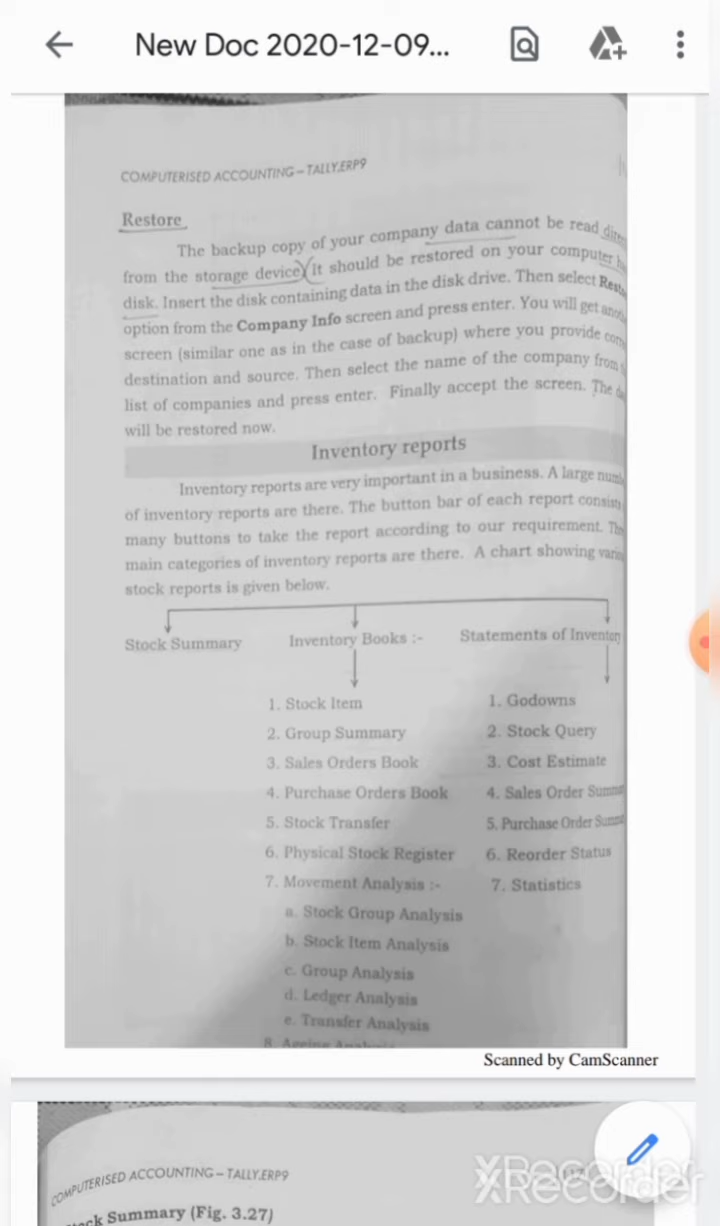 New Doc 2020-12-09...
COMPUTERISED ACCOUNTING – TALLY.ERP9
Restore
The backup copy of your company data cannot be read
from the storage device It should be restored on your computer
disk. Insert the disk containing data in the disk drive. Then select
option from the Company Info screen and press enter. You will get
screen (similar one as in the case of backup) where you provide
destination and source. Then select the name of the company from
list of companies and press enter. Finally accept the screen. The
will be restored now.
Inventory reports
Inventory reports are very important in a business. A large
of inventory reports are there. The button bar of each report
many buttons to take the report according to our requirement.
main categories of inventory reports are there. A chart showing
stock reports is given below.
Stock Summary Inventory Books :- Statements of Inventory
1. Stock Item 1. Godowns
2. Group Summary 2. Stock Query
3. Sales Orders Book 3. Cost Estimate
4. Purchase Orders Book 4. Sales Order
5. Stock Transfer 5. Purchase Order
6. Physical Stock Register 6. Reorder Status
7. Movement Analysis :- 7. Statistics
a. Stock Group Analysis
b. Stock Item Analysis
c. Group Analysis
d. Ledger Analysis
e. Transfer Analysis
8. Ageing Analysis
Scanned by CamScanner
COMPUTERISED ACCOUNTING – TALLY.ERP9
Summary (Fig. 3.27)
XRecorder